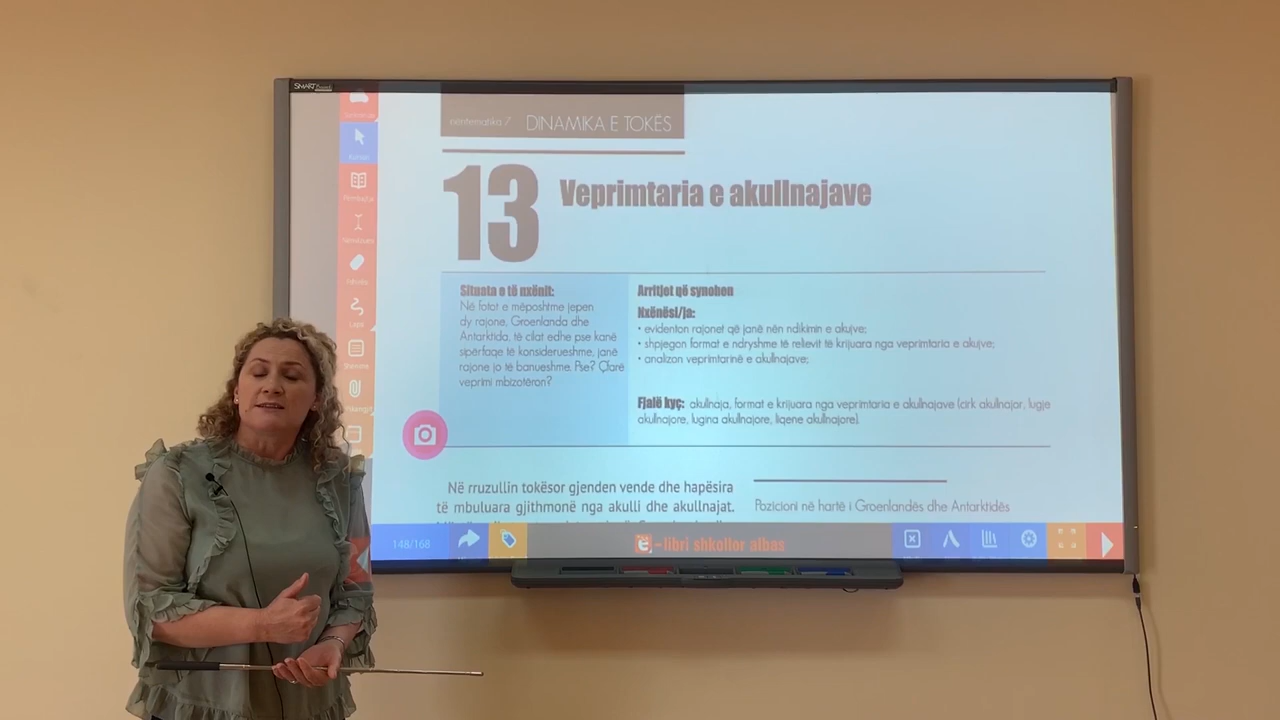 SMART Board
nëntematika 7 DINAMIKA E TOKËS
13
Veprimtaria e akullnajave
Situata e të nxënit:
Në fotot e mëposhtme jepen
dy rajone, Groenlanda dhe
Antarktida, të cilat edhe pse kanë
sipërfaqe të konsiderueshme, janë
rajone jo të banueshme. Pse? Çfarë
veprimi mbizotëron?
Arritjet që synohen
Nxënësi/ja:
• evidenton rajonet që janë nën ndikimin e akujve;
• shpjegon format e ndryshme të relievit të krijuara nga veprimtaria e akujve;
• analizon veprimtarinë e akullnajave;
Fjalë kyç: akullnaja, format e krijuara nga veprimtaria e akullnajave (cirk akullnajor, lugje
akullnajore, lugina akullnajore, liqene akullnajore).
Në rruzullin tokësor gjenden vende dhe hapësira
të mbuluara gjithmonë nga akulli dhe akullnajat.
Pozicioni në hartë i Groenlandës dhe Antarktidës
148/168
ë-libri shkollor albas